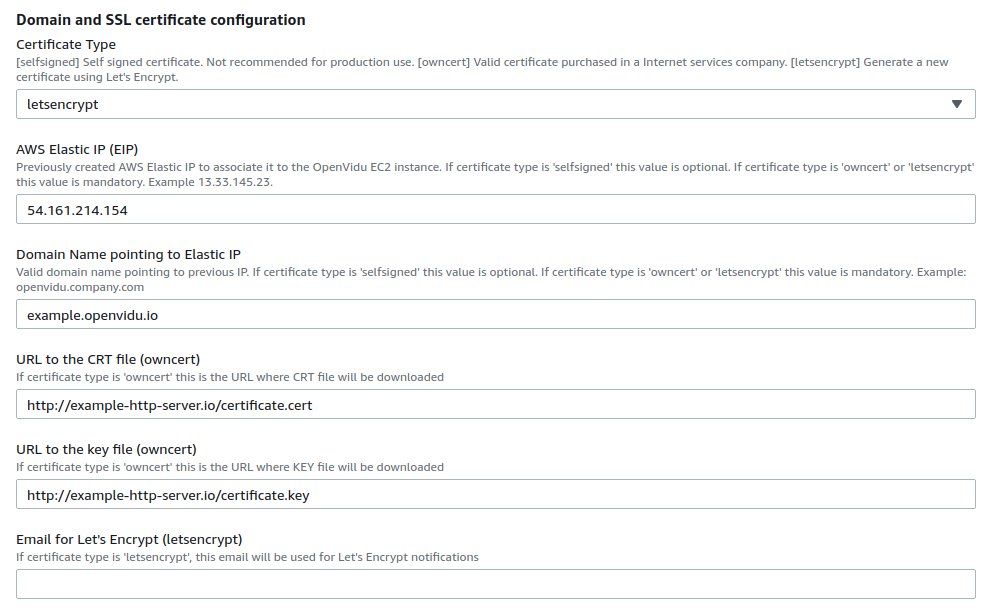 Domain and SSL certificate configuration
Certificate Type
[selfsigned] Self signed certificate. Not recommended for production use. [owncert] Valid certificate purchased in a Internet services company. [letsencrypt] Generate a new
certificate using Let's Encrypt.
letsencrypt
AWS Elastic IP (EIP)
Previously created AWS Elastic IP to associate it to the OpenVidu EC2 instance. If certificate type is 'selfsigned' this value is optional. If certificate type is 'owncert' or 'letsencrypt'
this value is mandatory. Example 13.33.145.23.
54.161.214.154
Domain Name pointing to Elastic IP
Valid domain name pointing to previous IP. If certificate type is 'selfsigned' this value is optional. If certificate type is 'owncert' or 'letsencrypt' this value is mandatory. Example:
openvidu.company.com
example.openvidu.io
URL to the CRT file (owncert)
If certificate type is 'owncert' this is the URL where CRT file will be downloaded
http://example-http-server.io/certificate.cert
URL to the key file (owncert)
If certificate type is 'owncert' this is the URL where KEY file will be downloaded
http://example-http-server.io/certificate.key
Email for Let's Encrypt (letsencrypt)
If certificate type is 'letsencrypt', this email will be used for Let's Encrypt notifications